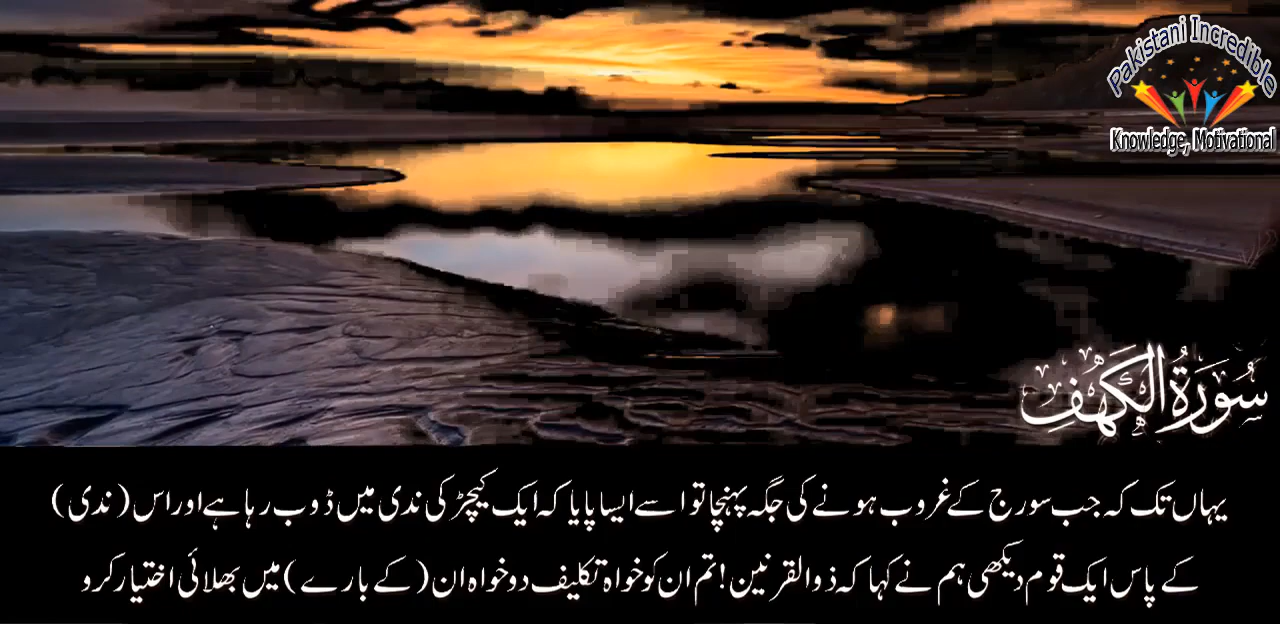 Pakistani Incredible
Knowledge, Motivational
سُورَةُ الكَهْفِ
یہاں تک کہ جب سورج کے غروب ہونے کی جگہ پہنچا تو اسے ایسا پایا کہ ایک کیچڑ کی ندی میں ڈوب رہا ہے اور اس (ندی)
کے پاس ایک قوم دیکھی ہم نے کہا کہ ذوالقرنین! تم ان کو خواہ تکلیف دو خواہ ان (کے بارے) میں بھلائی اختیار کرو